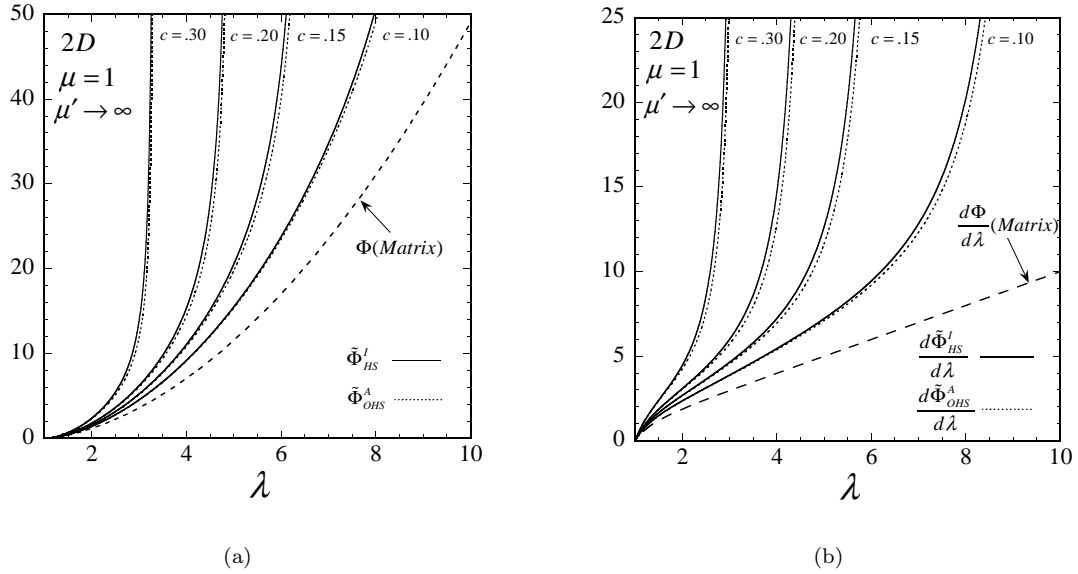 50
40
30
20
10
0
2D
μ = 1
μ′ → ∞
c = .30
c = .20
c = .15
c = .10
Φ(Matrix)
Φ̃ᴵ_HS
Φ̃ᴬ_OHS
2
4
6
8
10
λ
(a)
25
20
15
10
5
0
2D
μ = 1
μ′ → ∞
c = .30
c = .20
c = .15
c = .10
dΦ/dλ (Matrix)
dΦ̃ᴵ_HS/dλ
dΦ̃ᴬ_OHS/dλ
2
4
6
8
10
λ
(b)